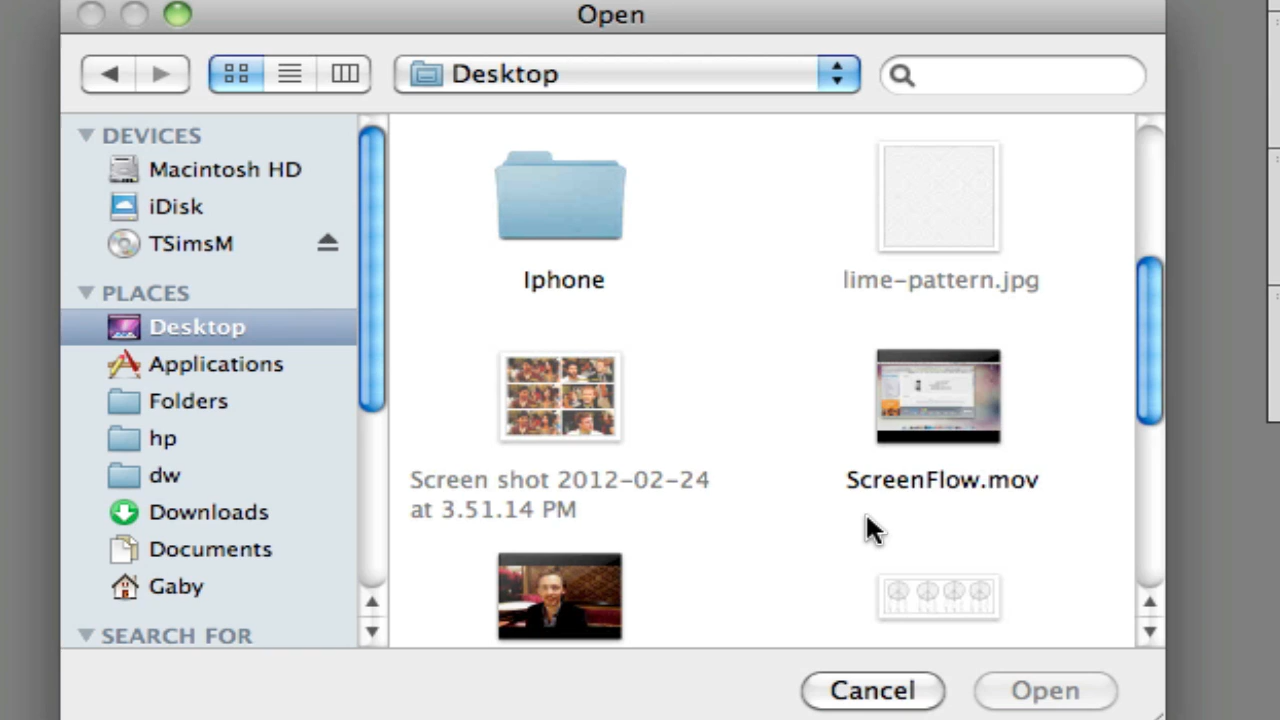 Open
Desktop
DEVICES
Macintosh HD
iDisk
TSimsM
PLACES
Desktop
Applications
Folders
hp
dw
Downloads
Documents
Gaby
SEARCH FOR
Iphone
lime-pattern.jpg
Screen shot 2012-02-24
at 3.51.14 PM
ScreenFlow.mov
Cancel
Open